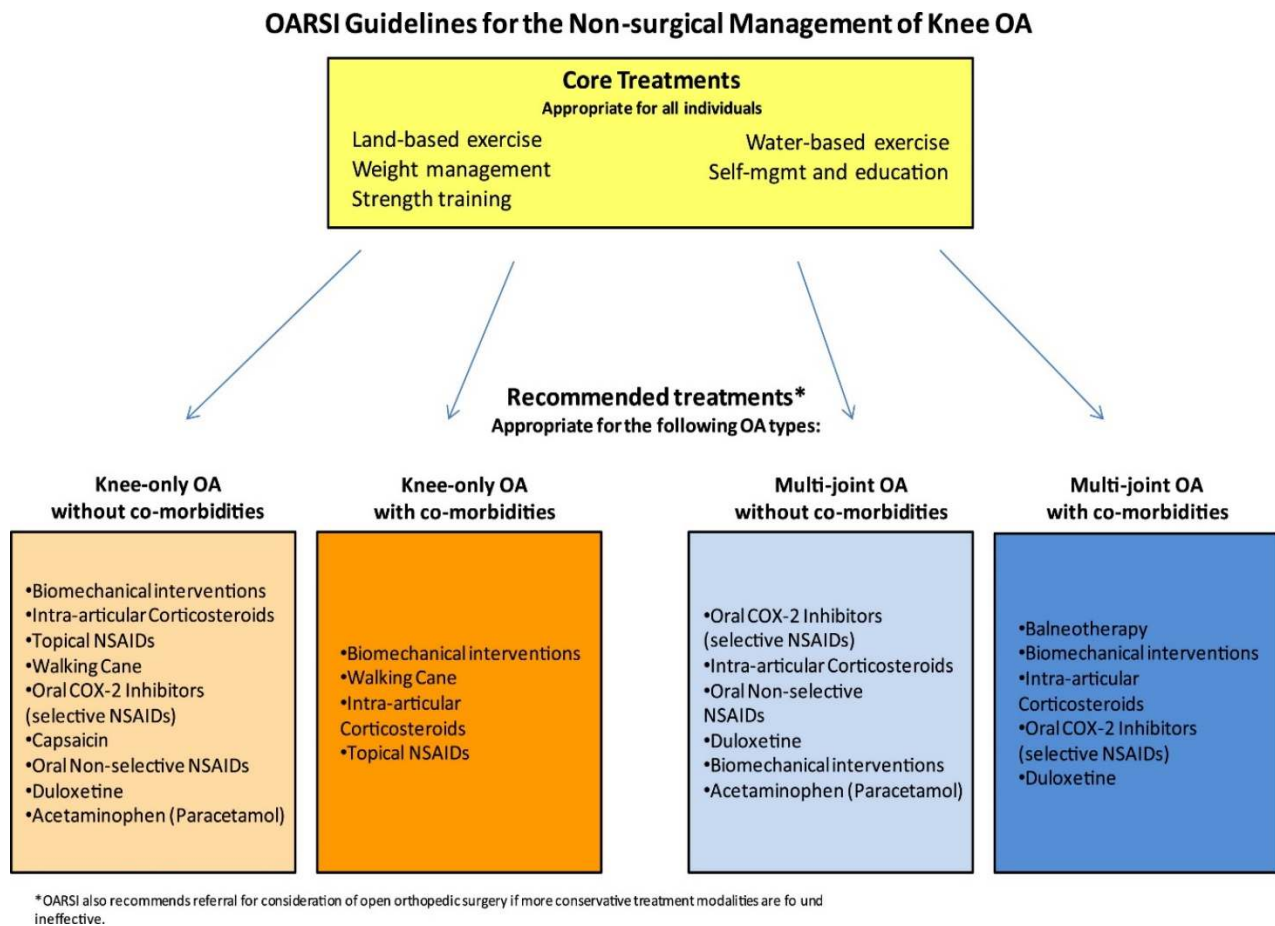 OARSI Guidelines for the Non-surgical Management of Knee OA
Core Treatments
Appropriate for all individuals
Land-based exercise
Weight management
Strength training
Water-based exercise
Self-mgmt and education
Recommended treatments*
Appropriate for the following OA types:
Knee-only OA
without co-morbidities
•Biomechanical interventions
•Intra-articular Corticosteroids
•Topical NSAIDs
•Walking Cane
•Oral COX-2 Inhibitors
(selective NSAIDs)
•Capsaicin
•Oral Non-selective NSAIDs
•Duloxetine
•Acetaminophen (Paracetamol)
Knee-only OA
with co-morbidities
•Biomechanical interventions
•Walking Cane
•Intra-articular
Corticosteroids
•Topical NSAIDs
Multi-joint OA
without co-morbidities
•Oral COX-2 Inhibitors
(selective NSAIDs)
•Intra-articular Corticosteroids
•Oral Non-selective
NSAIDs
•Duloxetine
•Biomechanical interventions
•Acetaminophen (Paracetamol)
Multi-joint OA
with co-morbidities
•Balneotherapy
•Biomechanical interventions
•Intra-articular
Corticosteroids
•Oral COX-2 Inhibitors
(selective NSAIDs)
•Duloxetine
*OARSI also recommends referral for consideration of open orthopedic surgery if more conservative treatment modalities are fo und
ineffective.